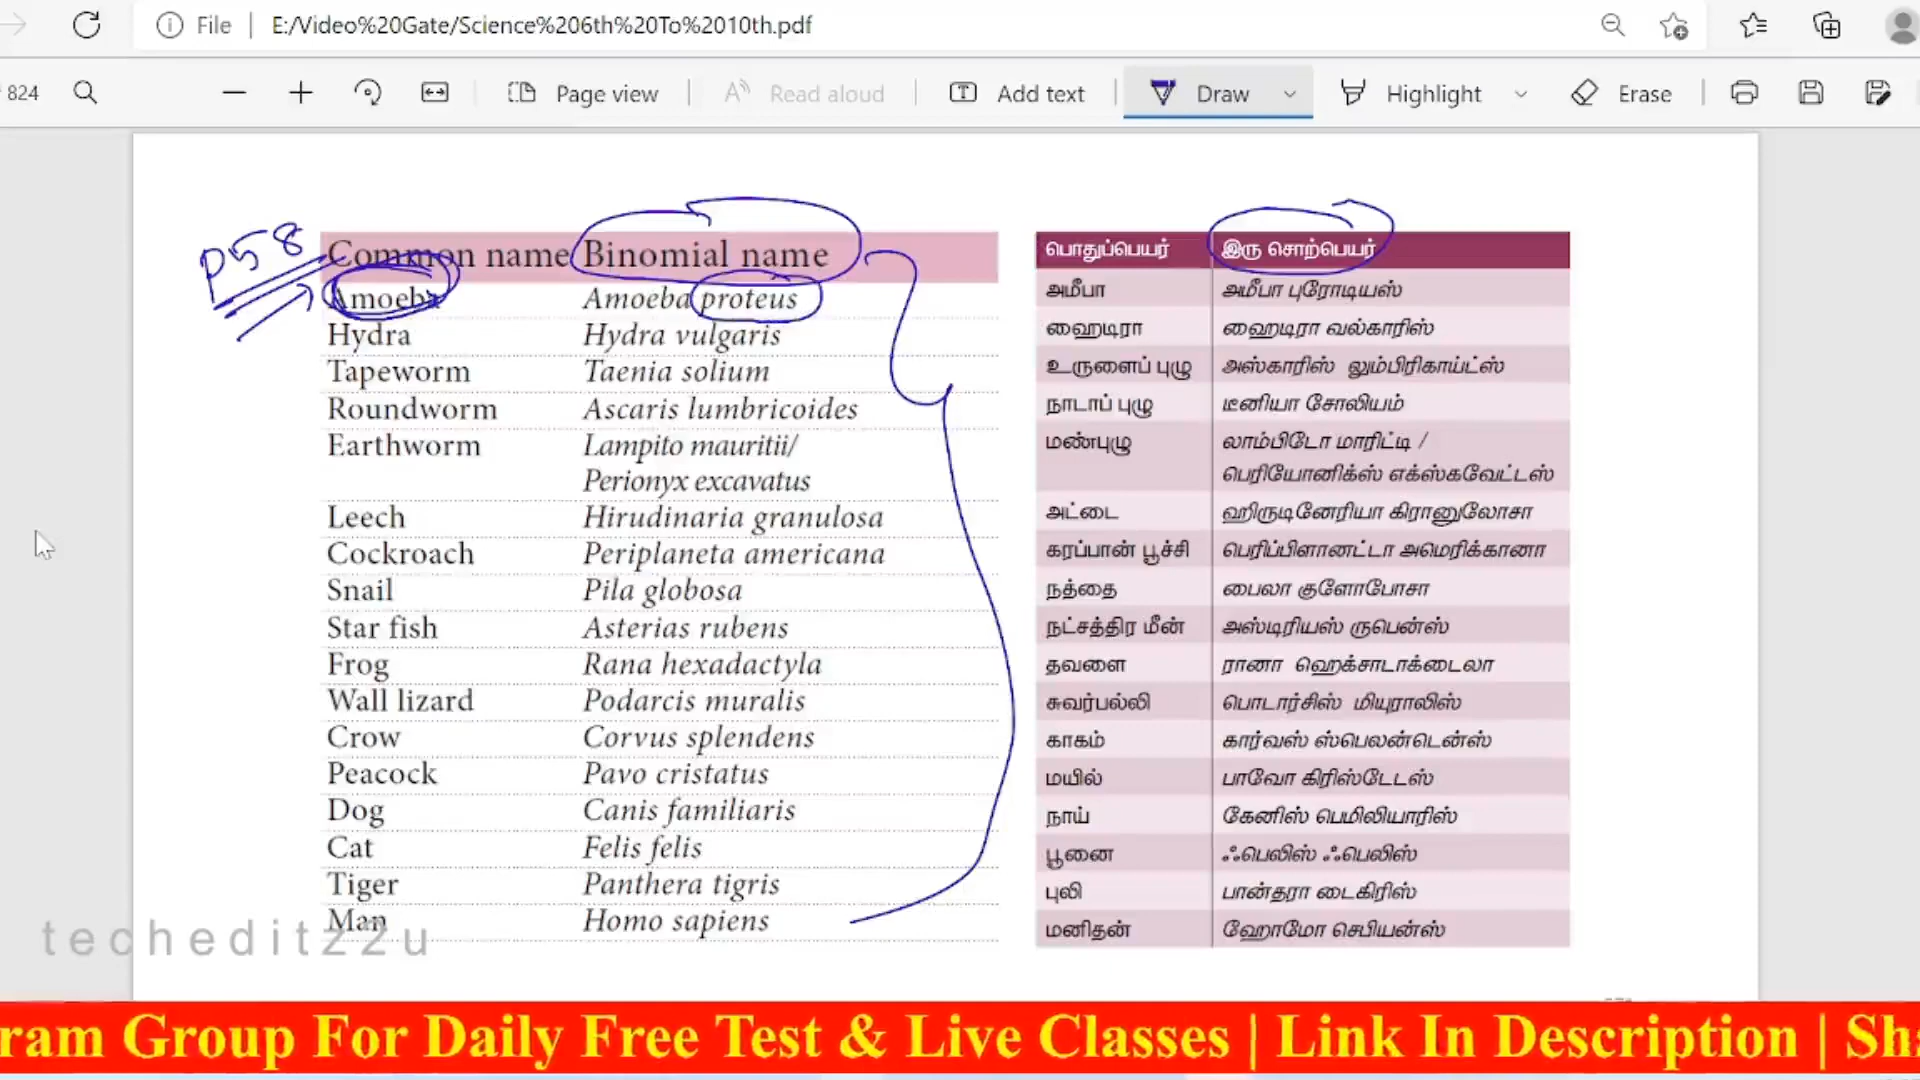 File | E:/Video%20Gate/Science%206th%20To%2010th.pdf
824 Page view Read aloud Add text Draw Highlight Erase
P58
Common name Binomial name
Amoeba Amoeba proteus
Hydra Hydra vulgaris
Tapeworm Taenia solium
Roundworm Ascaris lumbricoides
Earthworm Lampito mauritii/
Perionyx excavatus
Leech Hirudinaria granulosa
Cockroach Periplaneta americana
Snail Pila globosa
Star fish Asterias rubens
Frog Rana hexadactyla
Wall lizard Podarcis muralis
Crow Corvus splendens
Peacock Pavo cristatus
Dog Canis familiaris
Cat Felis felis
Tiger Panthera tigris
Man Homo sapiens
பொதுப்பெயர் இரு சொற்பெயர்
அமீபா அமீபா புரோடியஸ்
ஹைடிரா ஹைடிரா வல்காரிஸ்
உருளைப் புழு அஸ்காரிஸ் லும்பிரிகாய்ட்ஸ்
நாடாப் புழு டீனியா சோலியம்
மண்புழு லாம்பிடோ மாரிட்டி /
பெரியோனிக்ஸ் எக்ஸ்கவேட்டஸ்
அட்டை ஹிருடினேரியா கிரானுலோசா
கரப்பான் பூச்சி பெரிப்பிளானட்டா அமெரிக்கானா
நத்தை பைலா குளோபோசா
நட்சத்திர மீன் அஸ்டிரியஸ் ருபென்ஸ்
தவளை ரானா ஹெக்சாடாக்டைலா
சுவர்பல்லி பொடார்சிஸ் மியுராலிஸ்
காகம் கார்வஸ் ஸ்பெலன்டென்ஸ்
மயில் பாவோ கிரிஸ்டேடஸ்
நாய் கேனிஸ் பெமிலியாரிஸ்
பூனை ஃபெலிஸ் ஃபெலிஸ்
புலி பான்தரா டைகிரிஸ்
மனிதன் ஹோமோ செபியன்ஸ்
techeditz2u
ram Group For Daily Free Test & Live Classes | Link In Description | Sha